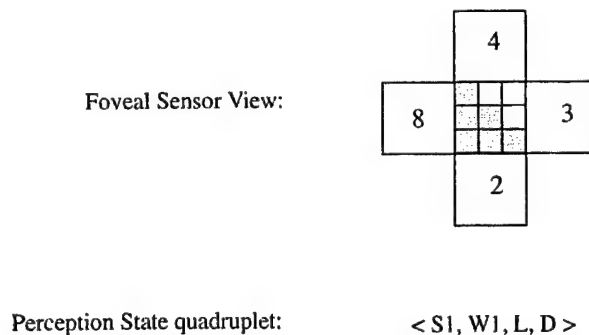 4
Foveal Sensor View:
8
3
2
Perception State quadruplet:
< S1, W1, L, D >